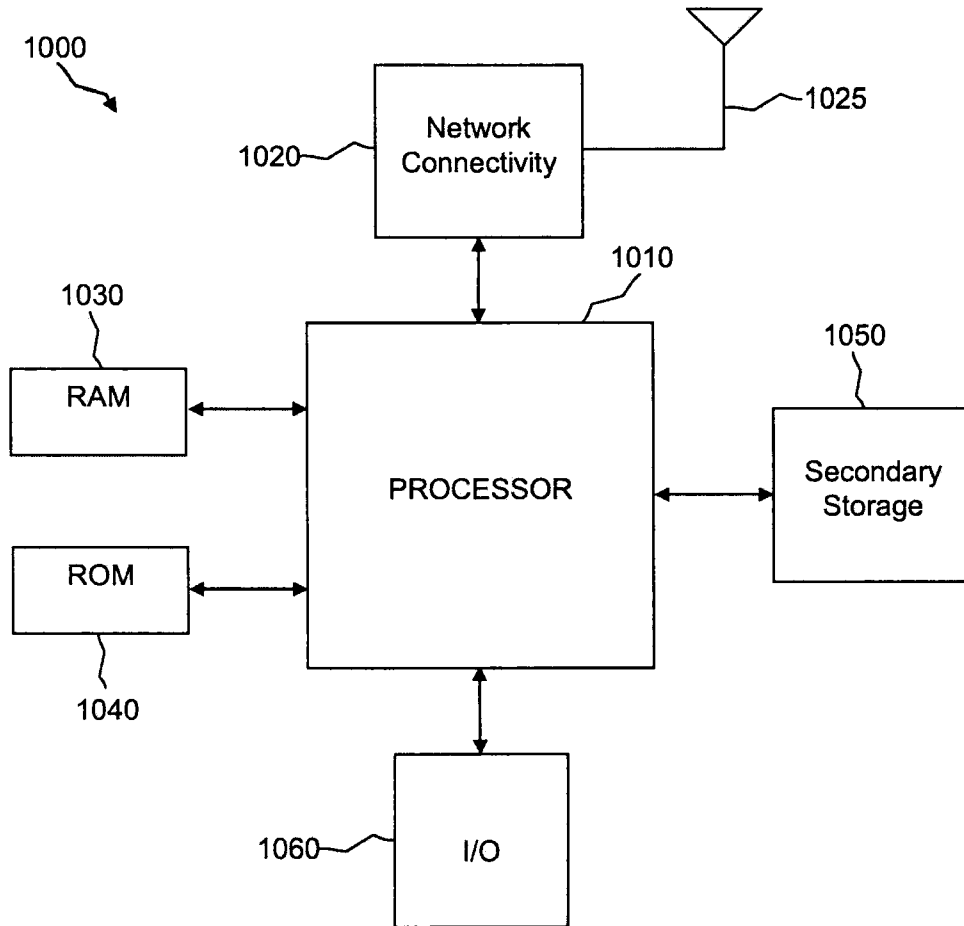 1000
1020
Network
Connectivity
1025
1010
1030
RAM
1050
PROCESSOR
Secondary
Storage
ROM
1040
1060
I/O